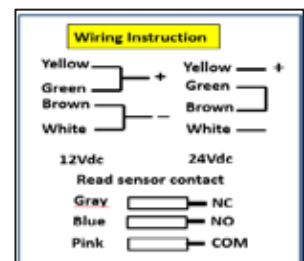 Wiring Instruction
Yellow + Yellow +
Green Green
Brown Brown
White – White –
12Vdc 24Vdc
Read sensor contact
Gray NC
Blue NO
Pink COM